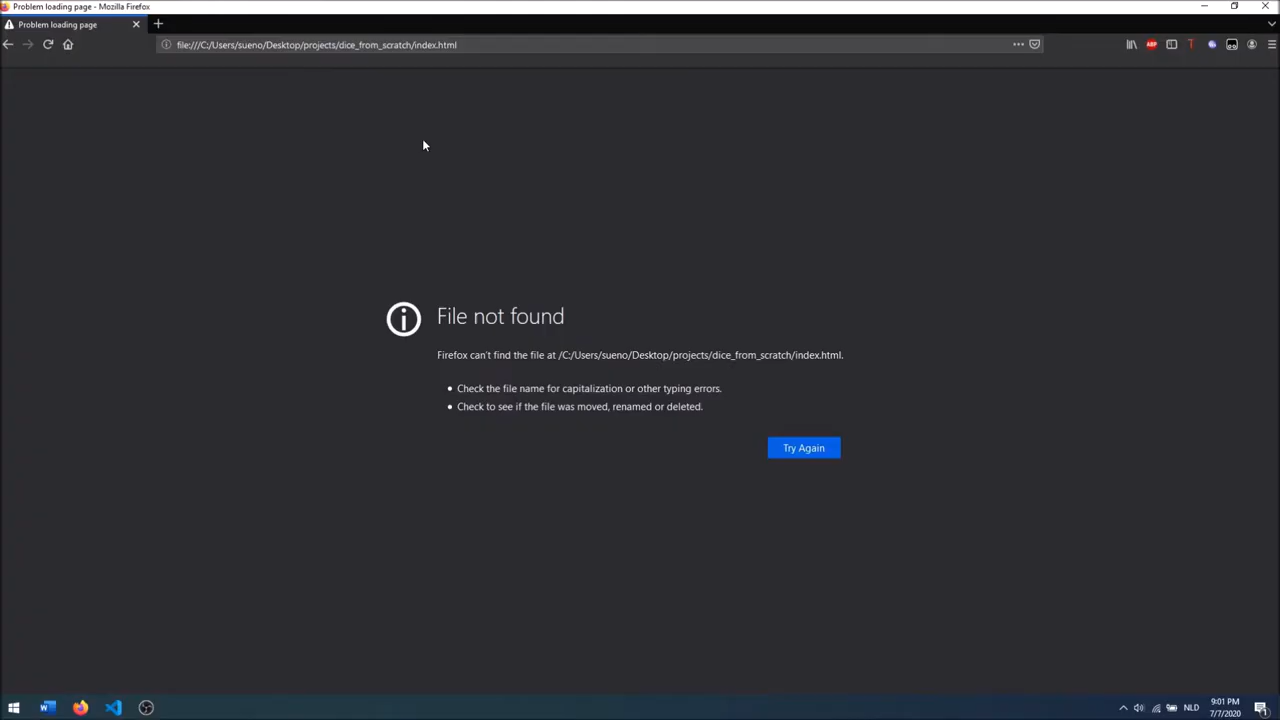 Problem loading page - Mozilla Firefox
Problem loading page
file:///C:/Users/sueno/Desktop/projects/dice_from_scratch/index.html
ABP
T
File not found
Firefox can't find the file at /C:/Users/sueno/Desktop/projects/dice_from_scratch/index.html.
Check the file name for capitalization or other typing errors.
Check to see if the file was moved, renamed or deleted.
Try Again
W
NLD
9:01 PM
7/7/2020
1